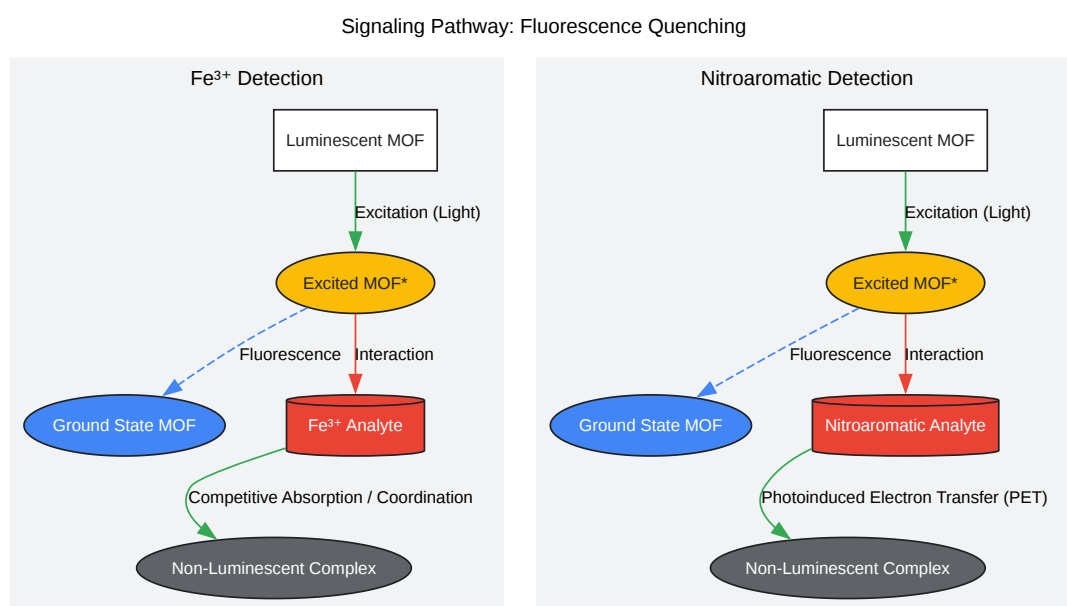 Signaling Pathway: Fluorescence Quenching
Fe³⁺ Detection
Luminescent MOF
Excitation (Light)
Excited MOF*
Fluorescence
Interaction
Ground State MOF
Fe³⁺ Analyte
Competitive Absorption / Coordination
Non-Luminescent Complex
Nitroaromatic Detection
Luminescent MOF
Excitation (Light)
Excited MOF*
Fluorescence
Interaction
Ground State MOF
Nitroaromatic Analyte
Photoinduced Electron Transfer (PET)
Non-Luminescent Complex